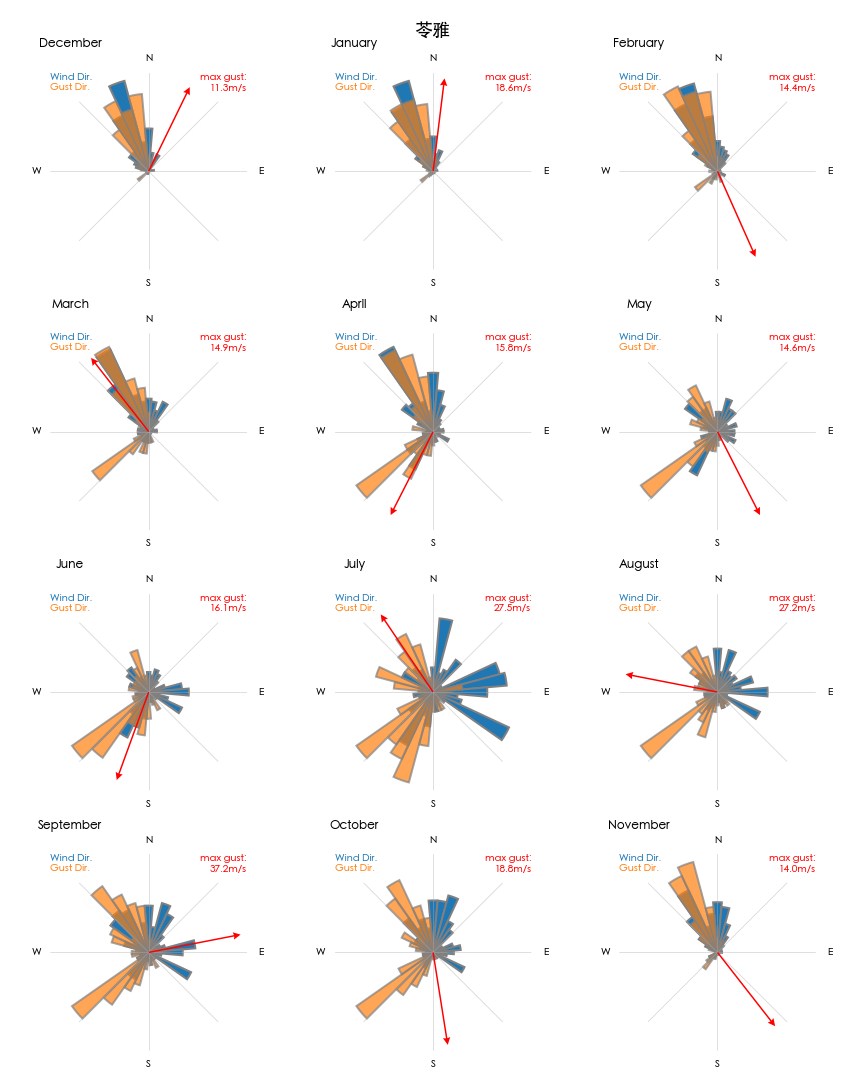 苓雅
December
N
Wind Dir.
Gust Dir.
max gust:
11.3m/s
W
E
S
January
N
Wind Dir.
Gust Dir.
max gust:
18.6m/s
W
E
S
February
N
Wind Dir.
Gust Dir.
max gust:
14.4m/s
W
E
S
March
N
Wind Dir.
Gust Dir.
max gust:
14.9m/s
W
E
S
April
N
Wind Dir.
Gust Dir.
max gust:
15.8m/s
W
E
S
May
N
Wind Dir.
Gust Dir.
max gust:
14.6m/s
W
E
S
June
N
Wind Dir.
Gust Dir.
max gust:
16.1m/s
W
E
S
July
N
Wind Dir.
Gust Dir.
max gust:
27.5m/s
W
E
S
August
N
Wind Dir.
Gust Dir.
max gust:
27.2m/s
W
E
S
September
N
Wind Dir.
Gust Dir.
max gust:
37.2m/s
W
E
S
October
N
Wind Dir.
Gust Dir.
max gust:
18.8m/s
W
E
S
November
N
Wind Dir.
Gust Dir.
max gust:
14.0m/s
W
E
S